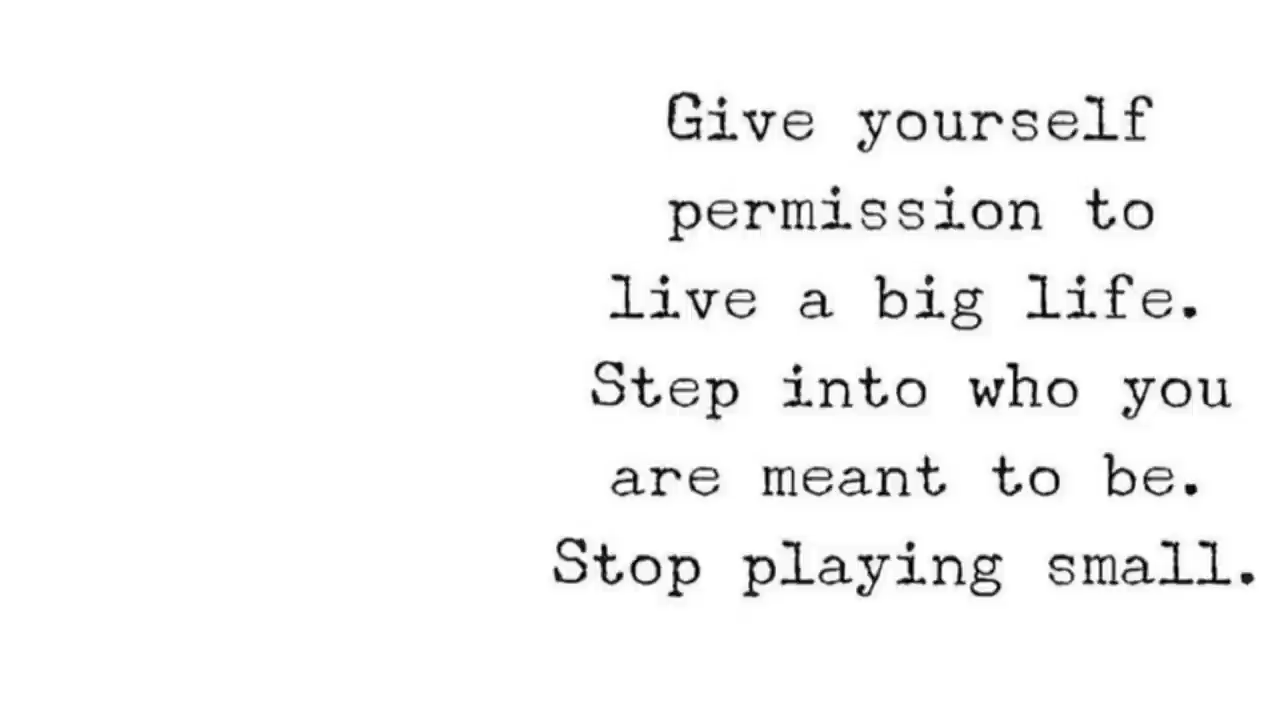 Give yourself
permission to
live a big life.
Step into who you
are meant to be.
Stop playing small.